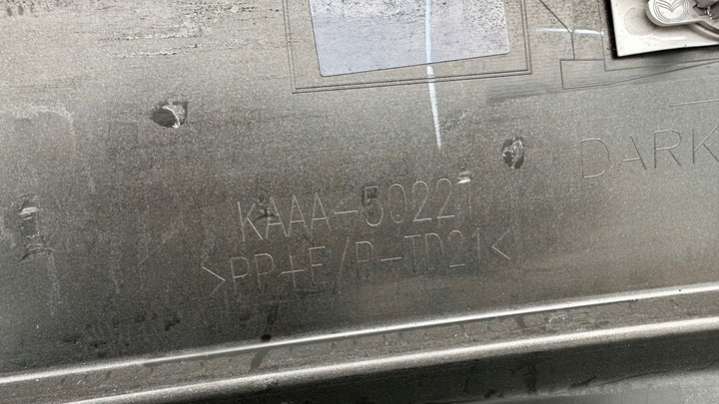 DARK
KAAA-50221
>PP+E/P-TD21<